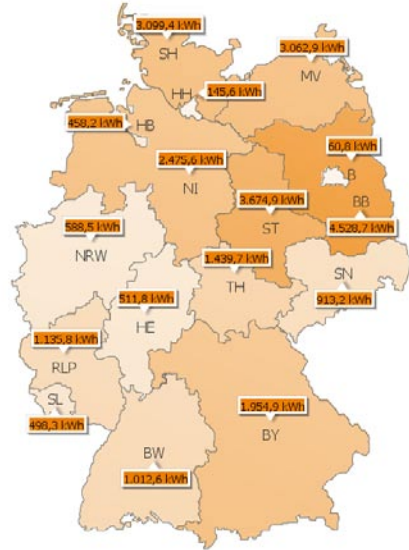 3.099,4 kWh
SH
3.062,9 kWh
MV
HH
145,6 kWh
458,2 kWh
HB
60,8 kWh
B
2.475,6 kWh
NI
BB
3.674,9 kWh
ST
4.528,7 kWh
588,5 kWh
NRW
1.439,7 kWh
TH
SN
913,2 kWh
511,8 kWh
HE
1.135,8 kWh
RLP
SL
498,3 kWh
1.954,9 kWh
BY
BW
1.012,6 kWh